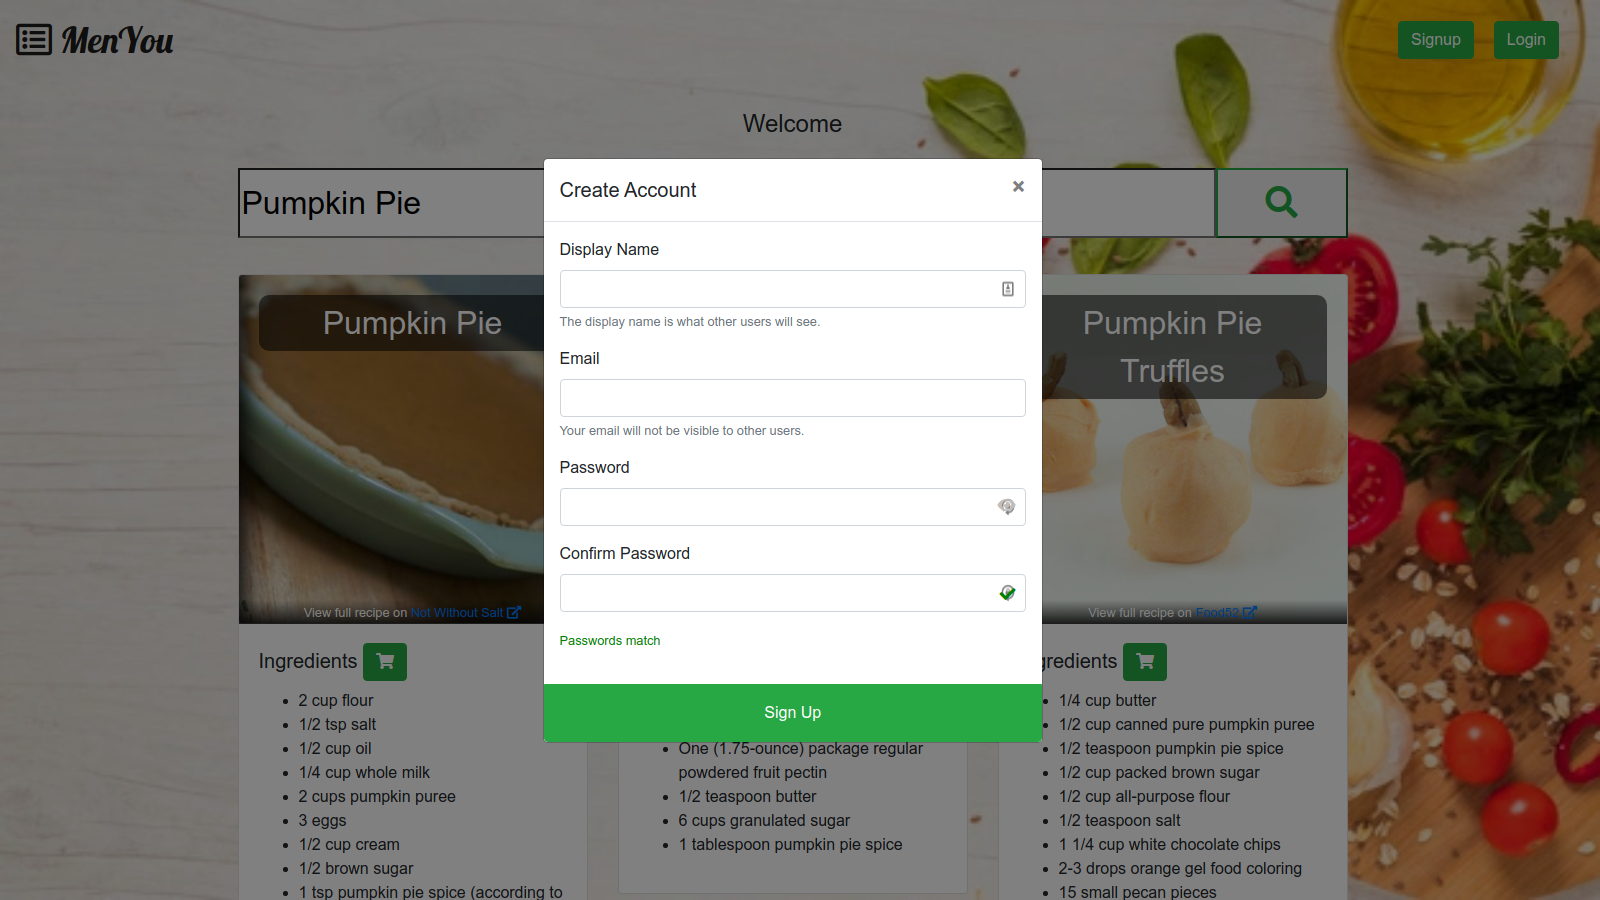 MenYou
Signup
Login
Welcome
Pumpkin Pie
Create Account
×
Display Name
The display name is what other users will see.
Email
Your email will not be visible to other users.
Password
Confirm Password
Passwords match
Sign Up
Pumpkin Pie
View full recipe on Not Without Salt
Ingredients
2 cup flour
1/2 tsp salt
1/2 cup oil
1/4 cup whole milk
2 cups pumpkin puree
3 eggs
1/2 cup cream
1/2 brown sugar
1 tsp pumpkin pie spice (according to
One (1.75-ounce) package regular
powdered fruit pectin
1/2 teaspoon butter
6 cups granulated sugar
1 tablespoon pumpkin pie spice
Pumpkin Pie
Truffles
View full recipe on Food52
gredients
1/4 cup butter
1/2 cup canned pure pumpkin puree
1/2 teaspoon pumpkin pie spice
1/2 cup packed brown sugar
1/2 cup all-purpose flour
1/2 teaspoon salt
1 1/4 cup white chocolate chips
2-3 drops orange gel food coloring
15 small pecan pieces